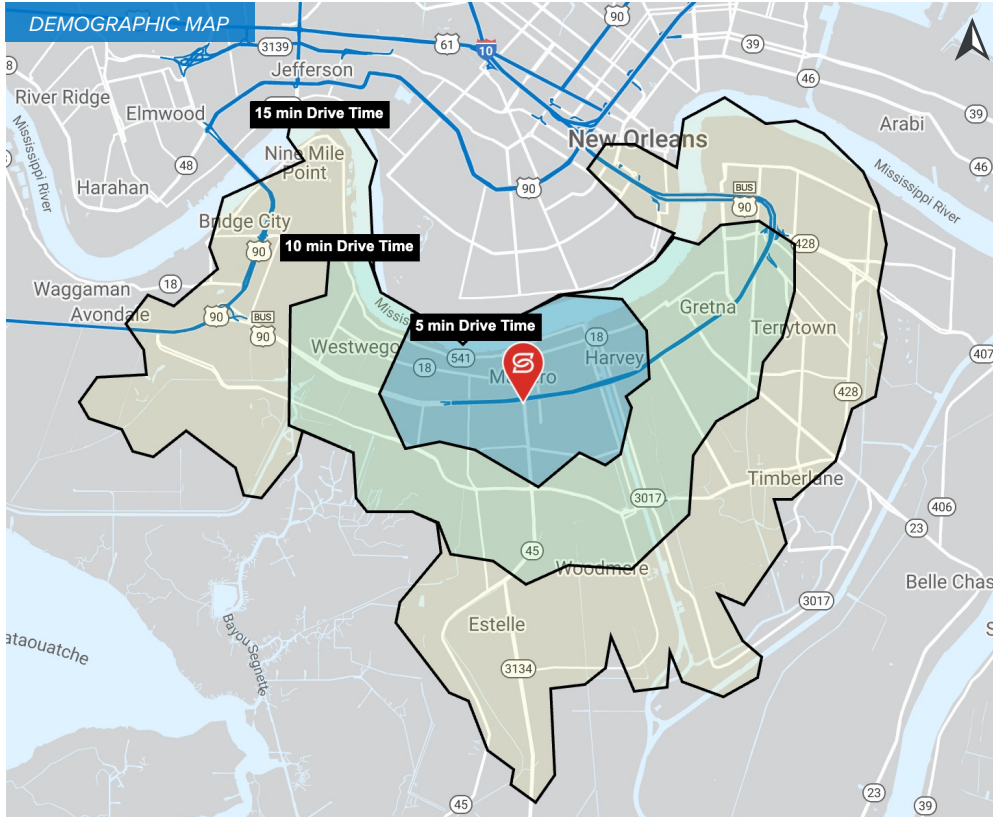 DEMOGRAPHIC MAP
90
61
10
3139
39
Jefferson
8
46
River Ridge
Elmwood
15 min Drive Time
39
Arabi
New Orleans
Nine Mile
Point
48
Mississippi River
46
Harahan
90
BUS
90
Mississippi River
Bridge City
428
10 min Drive Time
90
18
Waggaman
Avondale
90
BUS
90
Gretna
Terrytown
5 min Drive Time
Westwego
541
18
18
Harvey
407
428
Timberlane
3017
406
23
45
Woodmere
Belle Chas
3017
Estelle
Bayou Segnette
ataouatche
3134
45
23
39